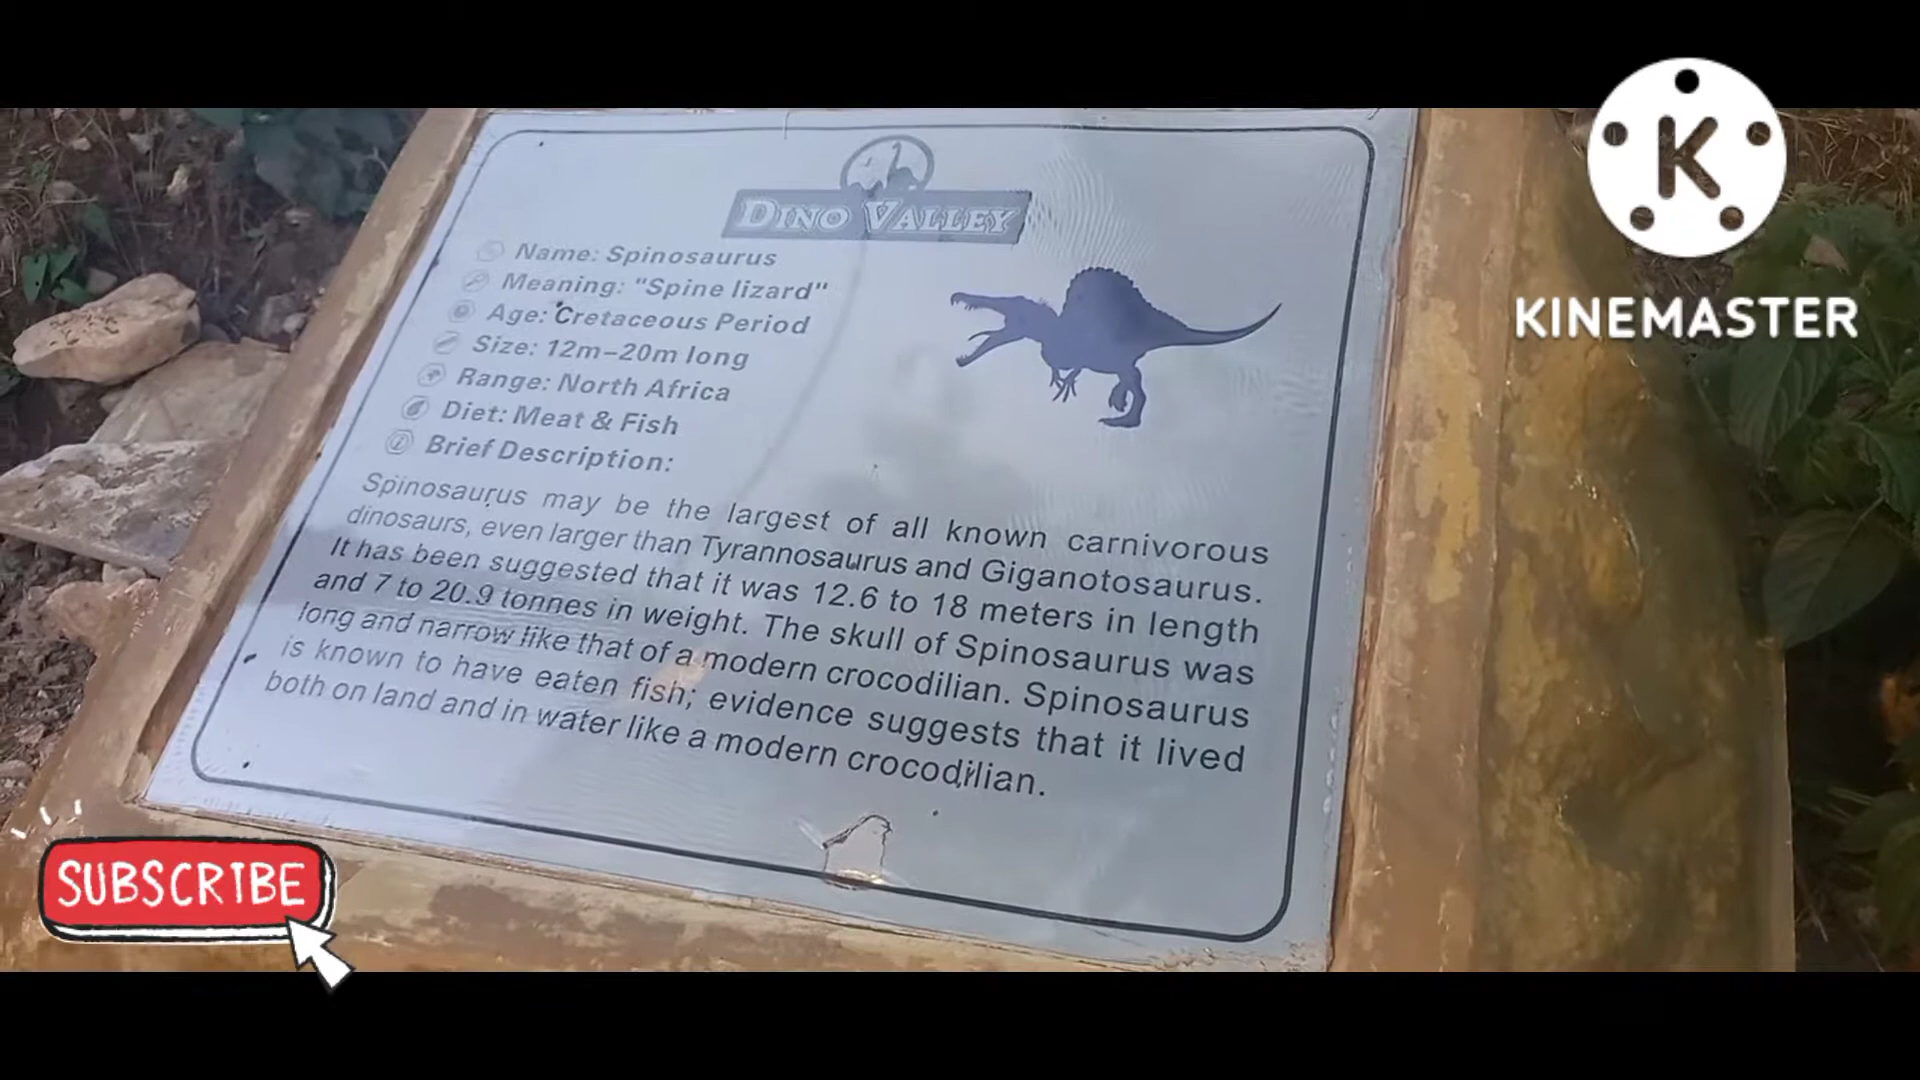 DINO VALLEY
Name: Spinosaurus
Meaning: "Spine lizard"
Age: Cretaceous Period
Size: 12m-20m long
Range: North Africa
Diet: Meat & Fish
Brief Description:
Spinosaurus may be the largest of all known carnivorous
dinosaurs, even larger than Tyrannosaurus and Giganotosaurus.
It has been suggested that it was 12.6 to 18 meters in length
and 7 to 20.9 tonnes in weight. The skull of Spinosaurus was
long and narrow like that of a modern crocodilian. Spinosaurus
is known to have eaten fish; evidence suggests that it lived
both on land and in water like a modern crocodilian.
K
KINEMASTER
SUBSCRIBE